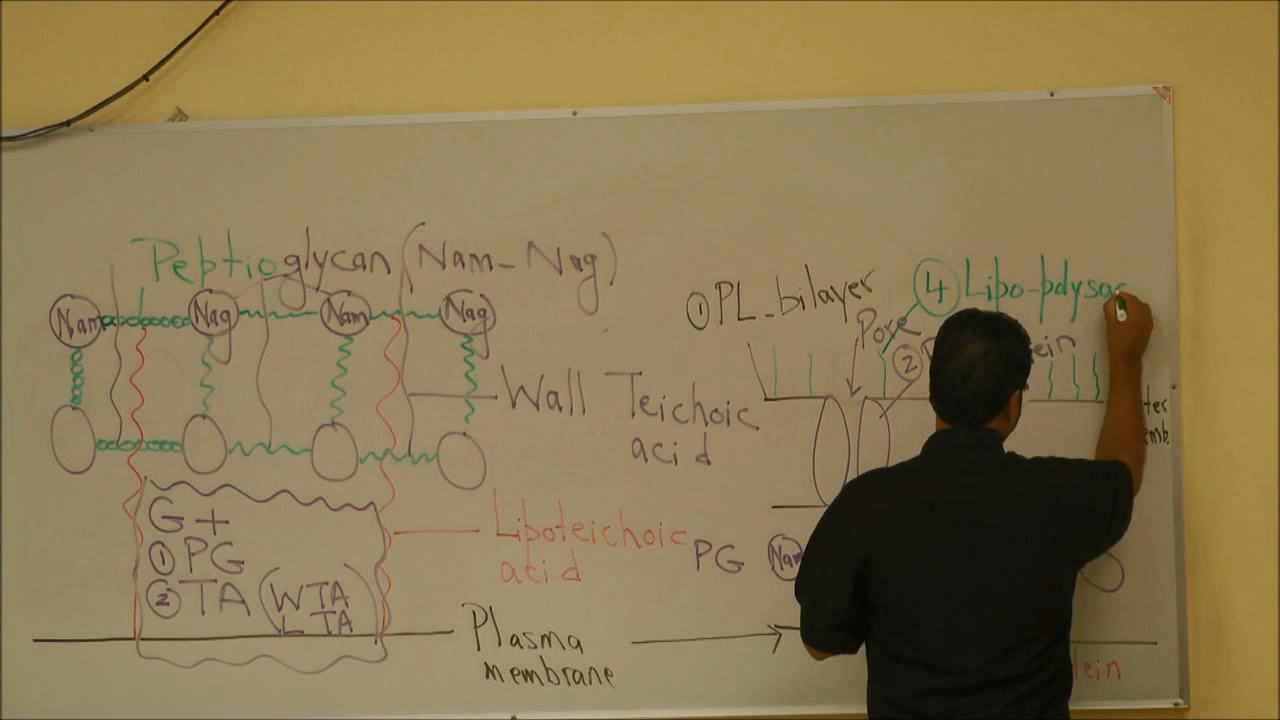 Peptioglycan (Nam-Nag)
Nam Nag Nam Nag
Wall Teichoic
acid
G+
① PG
② TA (WTA
LTA)
Lipoteichoic
acid
Plasma
membrane
① PL-bilayer
④ Lipo-polysac
Pore
②
PG Nam